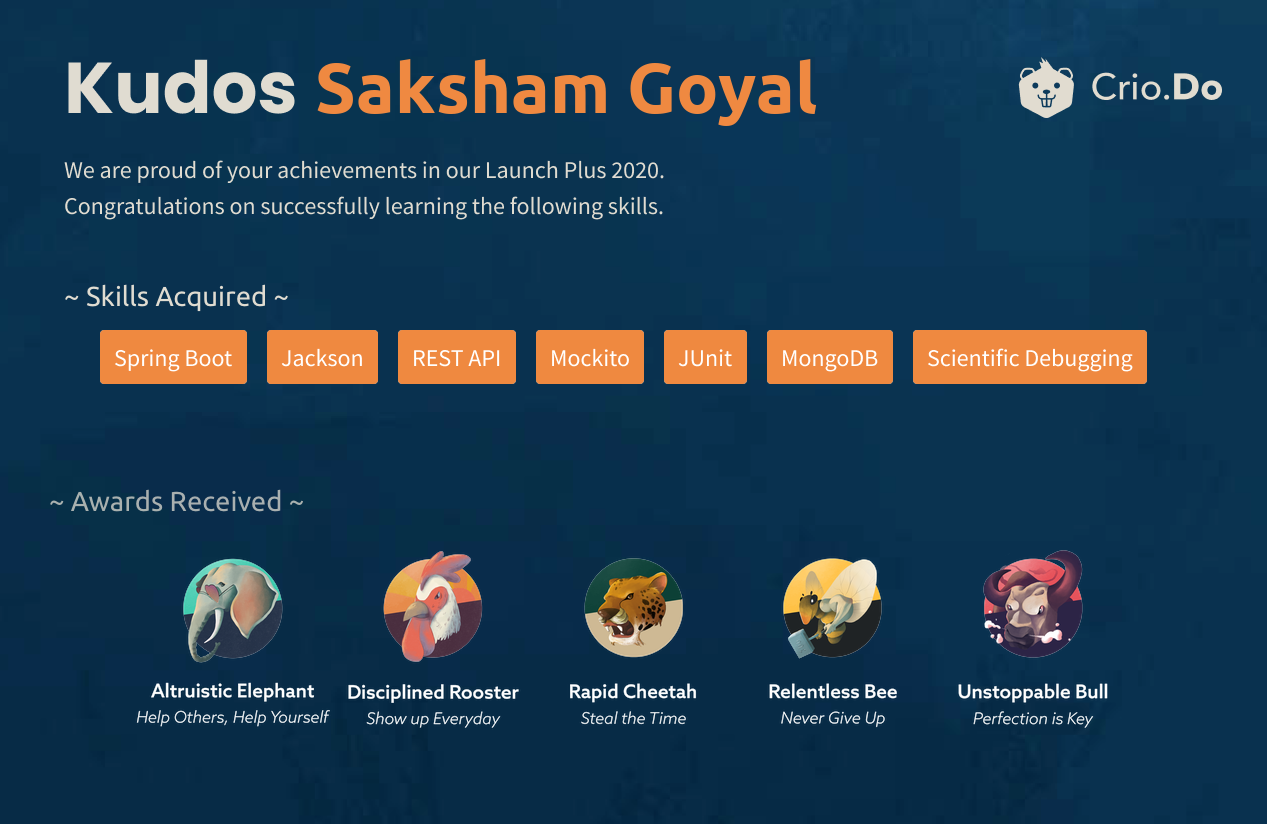 Kudos Saksham Goyal
Crio.Do
We are proud of your achievements in our Launch Plus 2020.
Congratulations on successfully learning the following skills.
~ Skills Acquired ~
Spring Boot Jackson REST API Mockito JUnit MongoDB Scientific Debugging
~ Awards Received ~
Altruistic Elephant Disciplined Rooster Rapid Cheetah Relentless Bee Unstoppable Bull
Help Others, Help Yourself Show up Everyday Steal the Time Never Give Up Perfection is Key